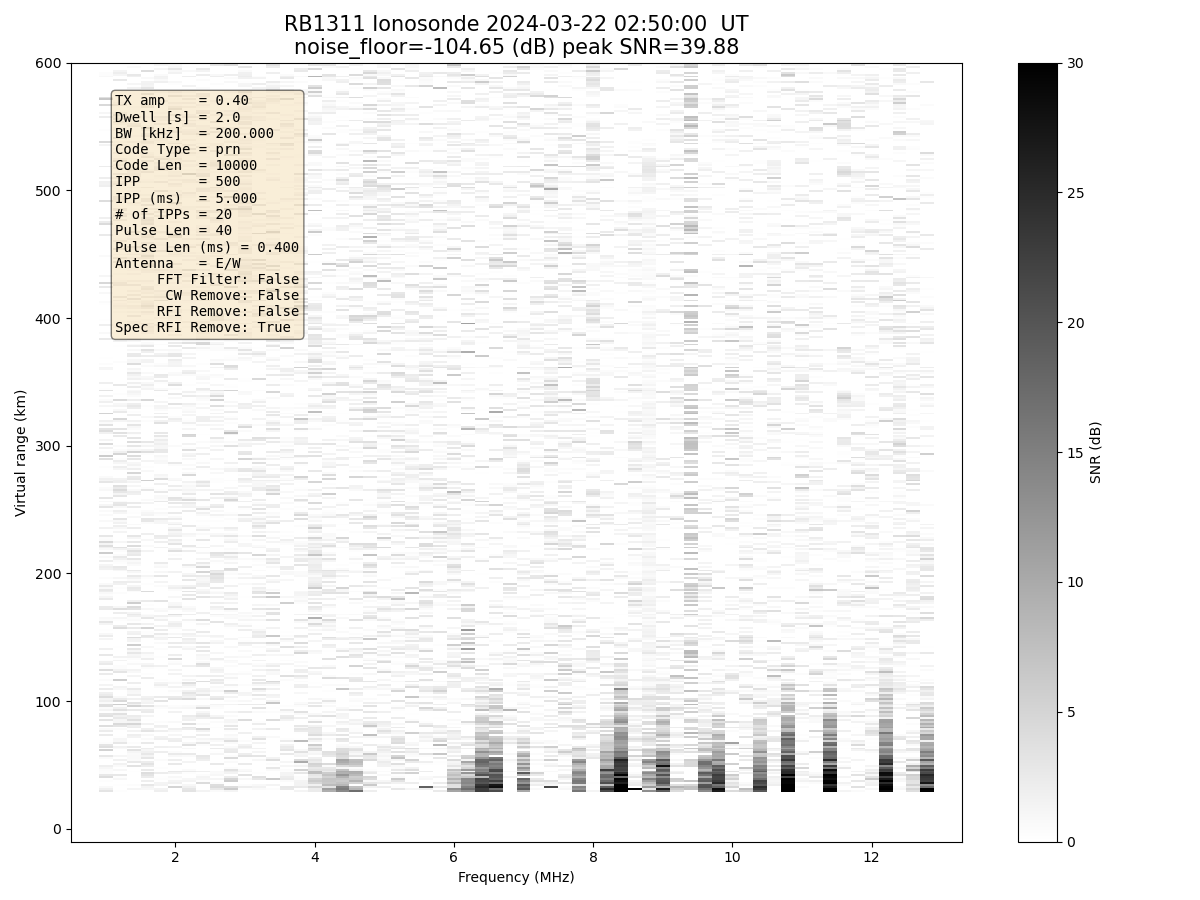 RB1311 Ionosonde 2024-03-22 02:50:00  UT
noise_floor=-104.65 (dB) peak SNR=39.88
TX amp    = 0.40
Dwell [s] = 2.0
BW [kHz]  = 200.000
Code Type = prn
Code Len  = 10000
IPP       = 500
IPP (ms)  = 5.000
# of IPPs = 20
Pulse Len = 40
Pulse Len (ms) = 0.400
Antenna   = E/W
FFT Filter: False
CW Remove: False
RFI Remove: False
Spec RFI Remove: True
600
500
400
300
200
100
0
Virtual range (km)
2 4 6 8 10 12
Frequency (MHz)
30
25
20
15
10
5
0
SNR (dB)